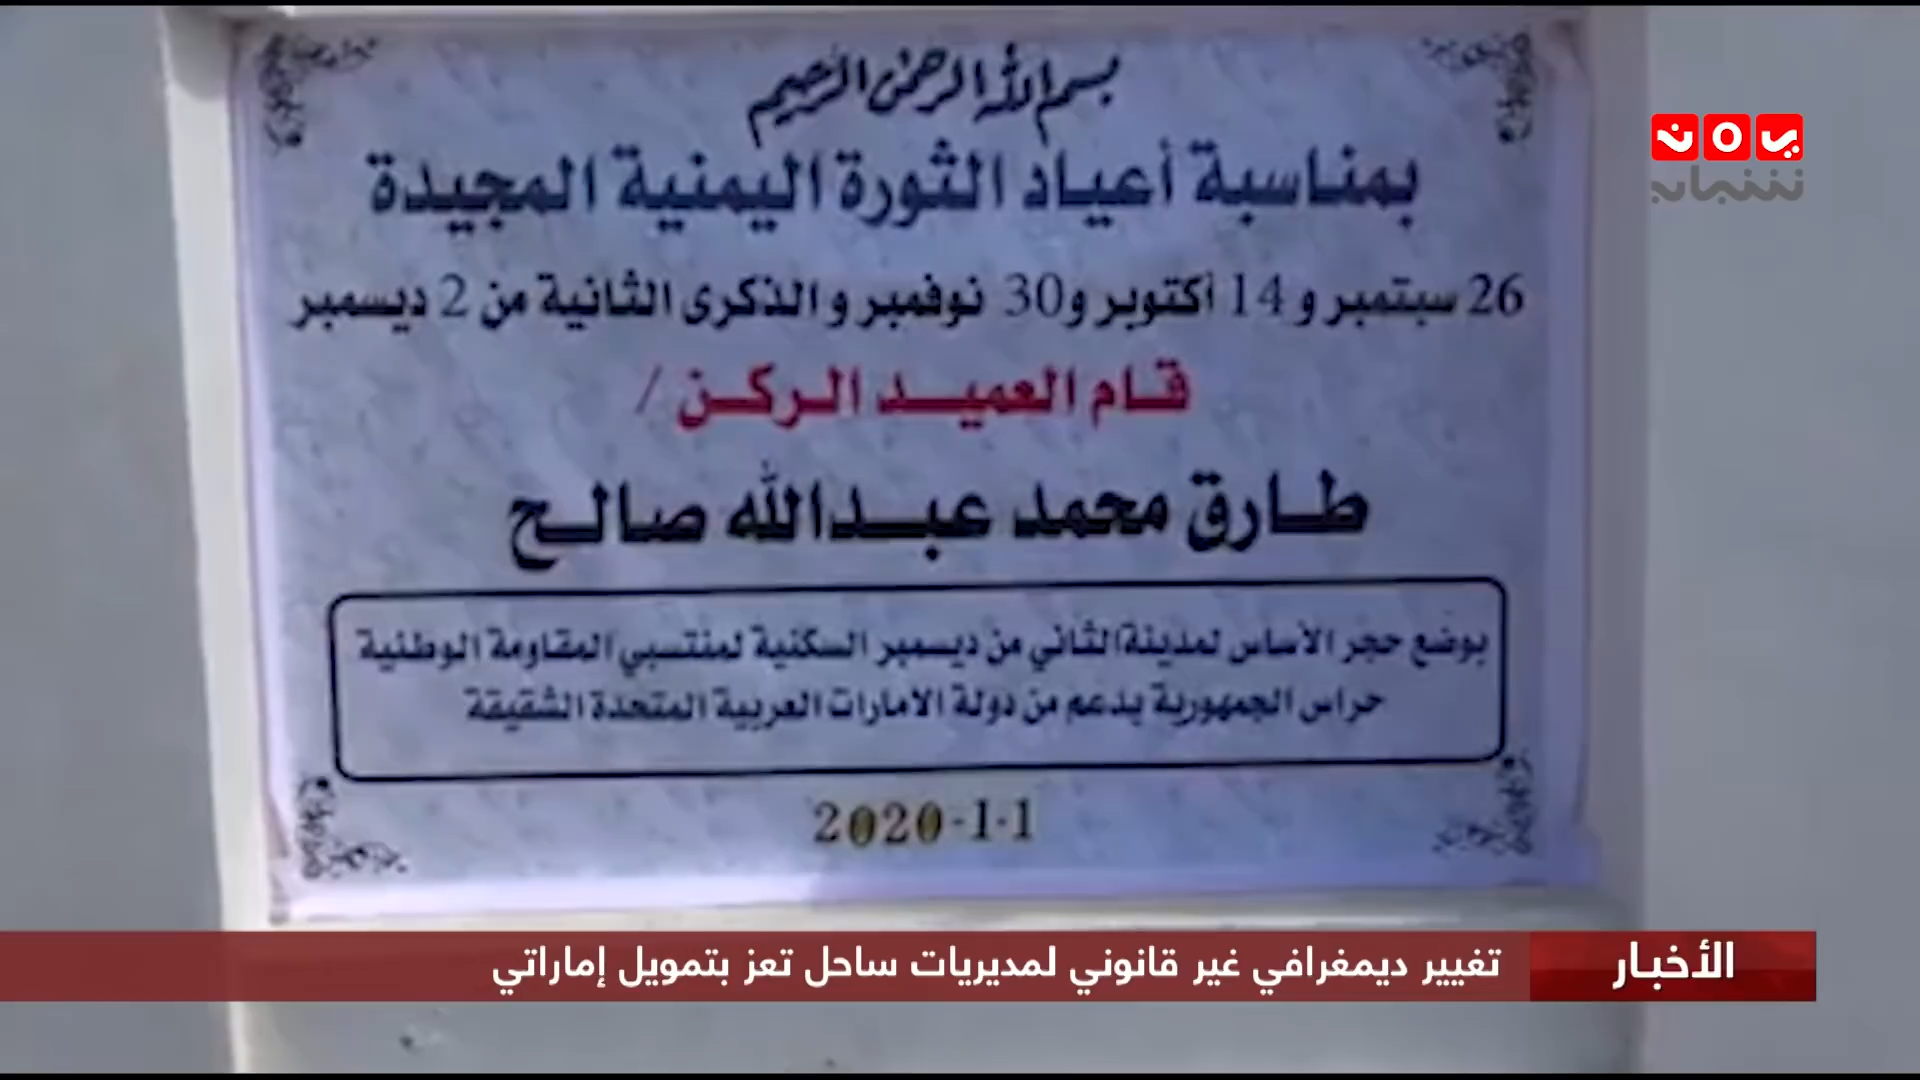 بسم الله الرحمن الرحيم
بمناسبة أعياد الثورة اليمنية المجيدة
26 سبتمبر و 14 أكتوبر و30 نوفمبر و الذكرى الثانية من 2 ديسمبر
قام العميد الركن /
طارق محمد عبدالله صالح
بوضع حجر الأساس لمدينة الثاني من ديسمبر السكنية لمنتسبي المقاومة الوطنية
حراس الجمهورية بدعم من دولة الامارات العربية المتحدة الشقيقة
2020-1-1
يمن
شباب
الأخبار
تغيير ديمغرافي غير قانوني لمديريات ساحل تعز بتمويل إماراتي